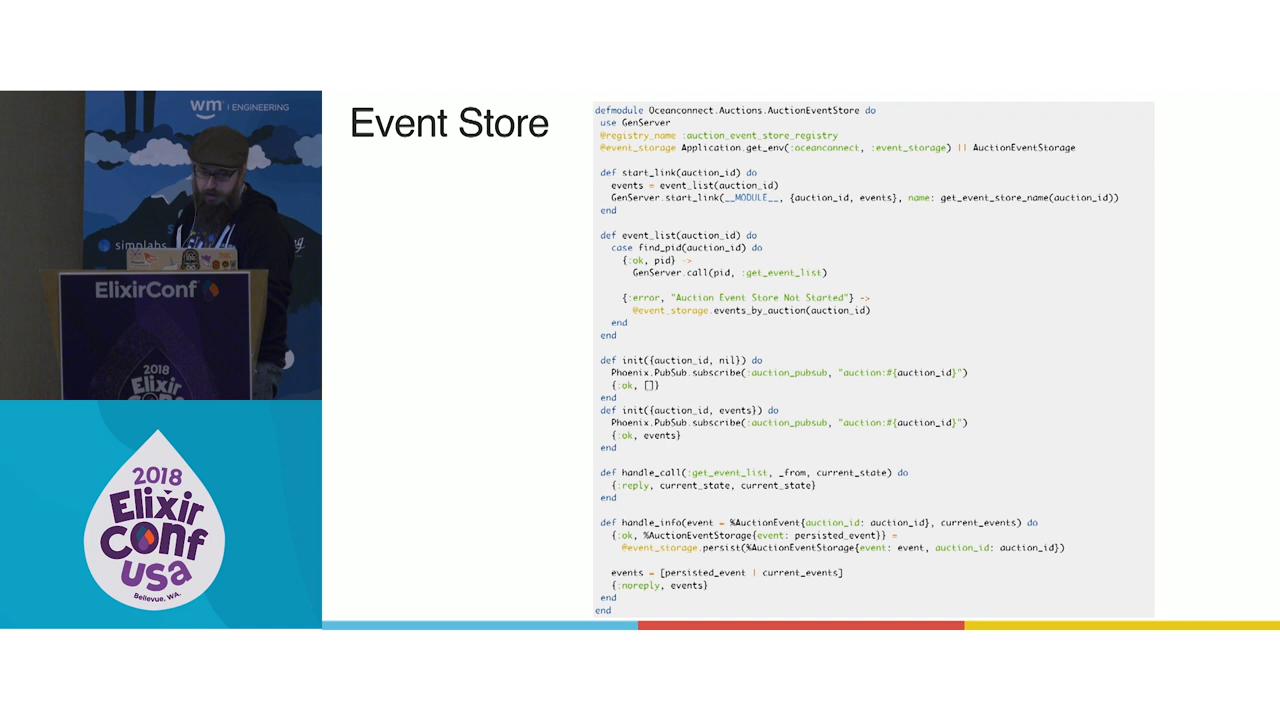 wm | ENGINEERING
simplabs
ElixirConf
2018
Elixir
2018
Elixir
Conf
USA
Bellevue, WA.
Event Store
defmodule Oceanconnect.Auctions.AuctionEventStore do
use GenServer
@registry_name :auction_event_store_registry
@event_storage Application.get_env(:oceanconnect, :event_storage) || AuctionEventStorage
def start_link(auction_id) do
events = event_list(auction_id)
GenServer.start_link(__MODULE__, {auction_id, events}, name: get_event_store_name(auction_id))
end
def event_list(auction_id) do
case find_pid(auction_id) do
{:ok, pid} ->
GenServer.call(pid, :get_event_list)
{:error, "Auction Event Store Not Started"} ->
@event_storage.events_by_auction(auction_id)
end
end
def init({auction_id, nil}) do
Phoenix.PubSub.subscribe(:auction_pubsub, "auction:#{auction_id}")
{:ok, []}
end
def init({auction_id, events}) do
Phoenix.PubSub.subscribe(:auction_pubsub, "auction:#{auction_id}")
{:ok, events}
end
def handle_call(:get_event_list, _from, current_state) do
{:reply, current_state, current_state}
end
def handle_info(event = %AuctionEvent{auction_id: auction_id}, current_events) do
{:ok, %AuctionEventStorage{event: persisted_event}} =
@event_storage.persist(%AuctionEventStorage{event: event, auction_id: auction_id})
events = [persisted_event | current_events]
{:noreply, events}
end
end